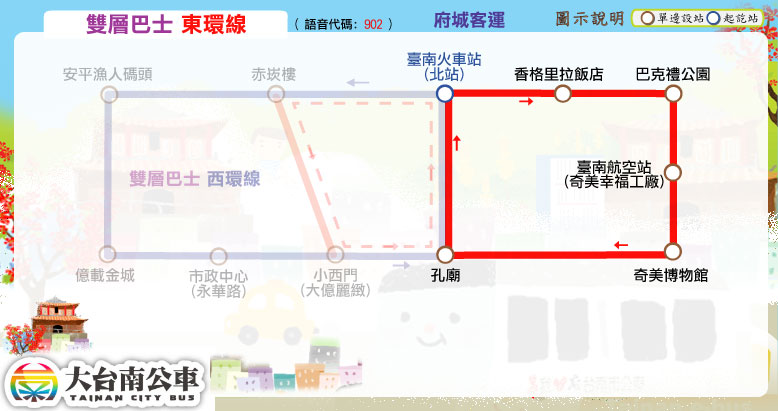 雙層巴士 東環線
( 語音代碼: 902 )
府城客運
圖示說明
單邊設站
起訖站
安平漁人碼頭
赤崁樓
臺南火車站
(北站)
香格里拉飯店
巴克禮公園
雙層巴士 西環線
臺南航空站
(奇美幸福工廠)
億載金城
市政中心
(永華路)
小西門
(大億麗緻)
孔廟
奇美博物館
大台南公車
TAINAN CITY BUS